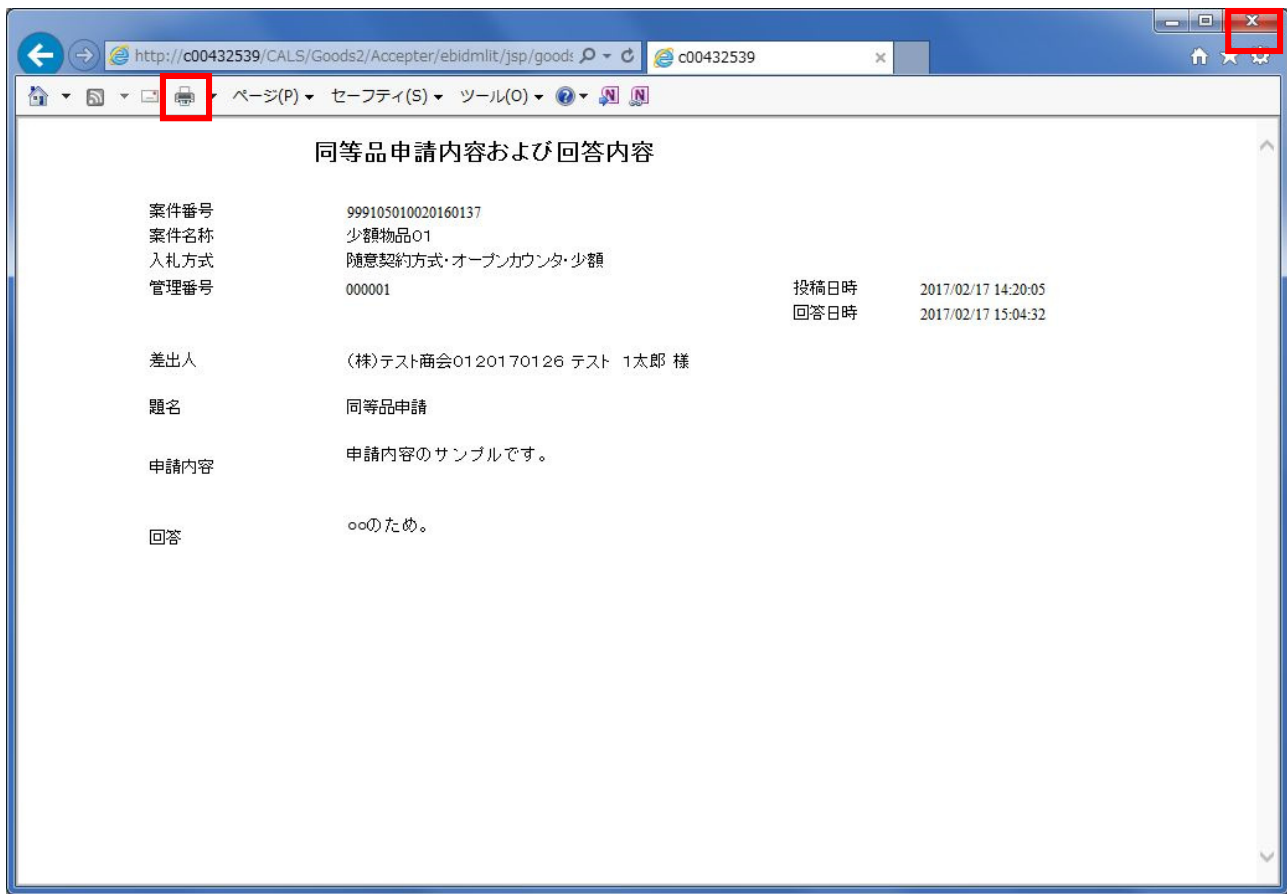 http://c00432539/CALS/Goods2/Accepter/ebidmlit/jsp/goods
c00432539
ページ(P) セーフティ(S) ツール(O)
同等品申請内容および回答内容
案件番号 999105010020160137
案件名称 少額物品01
入札方式 随意契約方式・オープンカウンタ・少額
管理番号 000001 投稿日時 2017/02/17 14:20:05
回答日時 2017/02/17 15:04:32
差出人 (株)テスト商会0120170126 テスト 1太郎 様
題名 同等品申請
申請内容 申請内容のサンプルです。
回答 ○○のため。